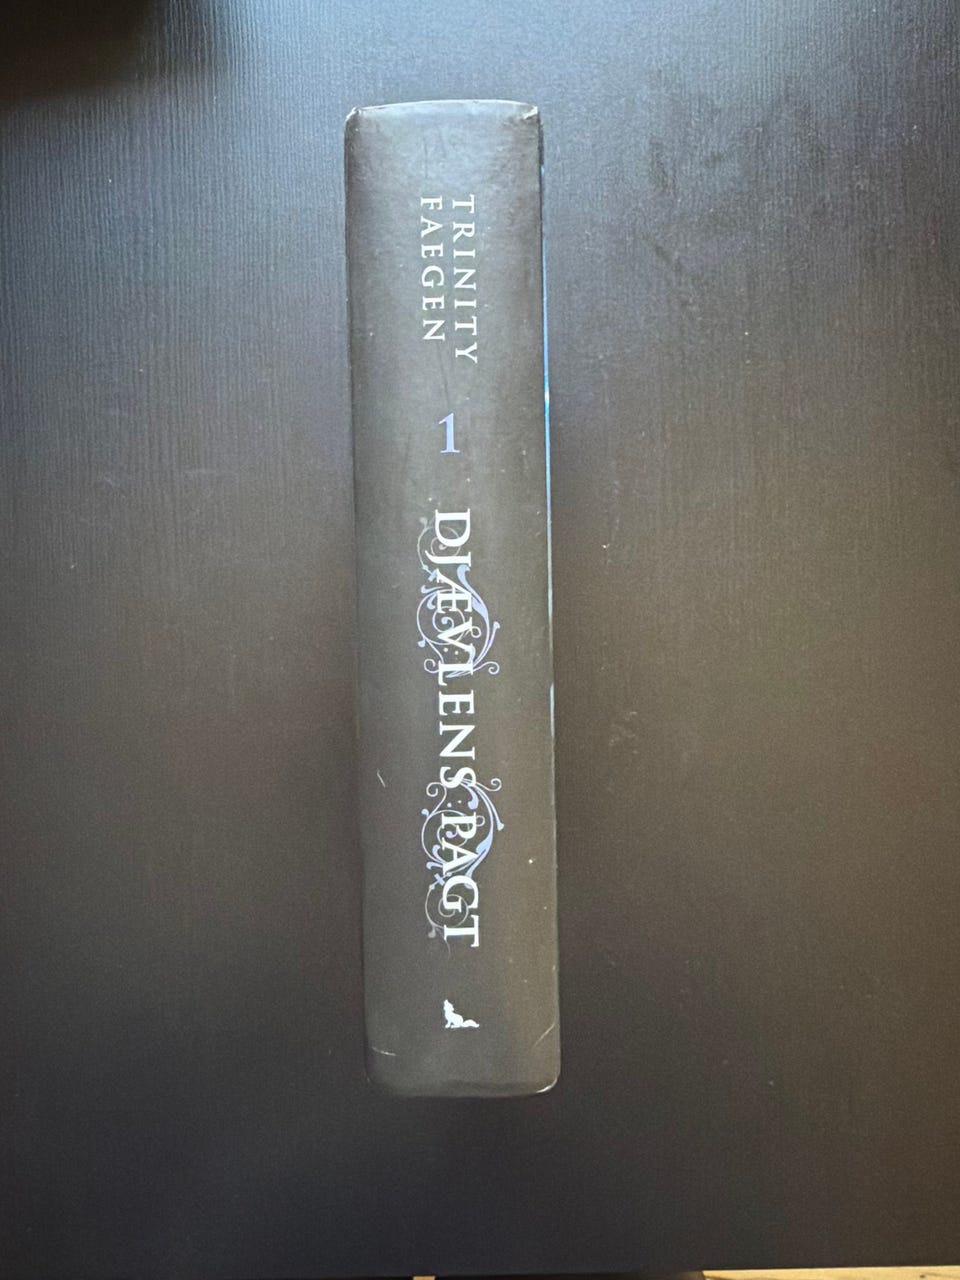 TRINITY
FAEGEN
1
DJÆVLENS PAGT